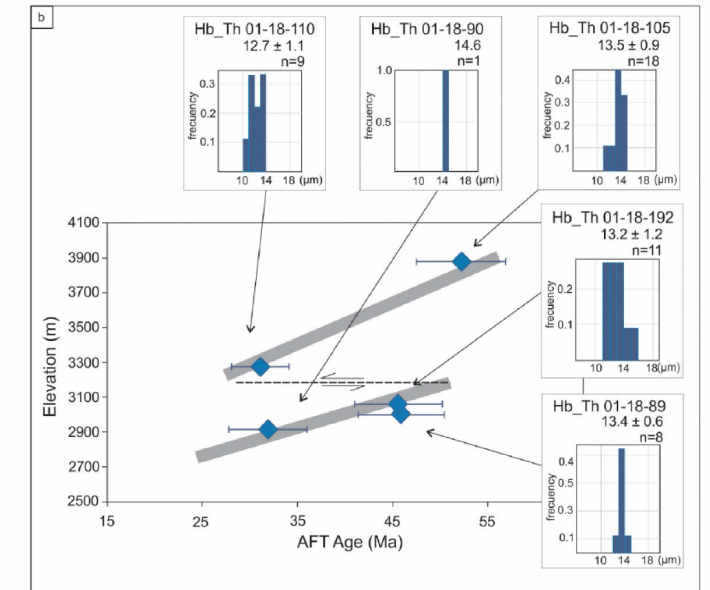 b
Hb_Th 01-18-110
12.7 ± 1.1
n=9
frecuency
0.3
0.2
0.1
10 14 18 (μm)
Hb_Th 01-18-90
14.6
n=1
frecuency
1.0
0.5
10 14 18 (μm)
Hb_Th 01-18-105
13.5 ± 0.9
n=18
frecuency
0.4
0.3
0.2
0.1
10 14 18 (μm)
Hb_Th 01-18-192
13.2 ± 1.2
n=11
frecuency
0.2
0.1
10 14 18 (μm)
Hb_Th 01-18-89
13.4 ± 0.6
n=8
frecuency
0.4
0.5
0.3
0.1
10 14 18 (μm)
Elevation (m)
4100
3900
3700
3500
3300
3100
2900
2700
2500
15 25 35 45 55
AFT Age (Ma)